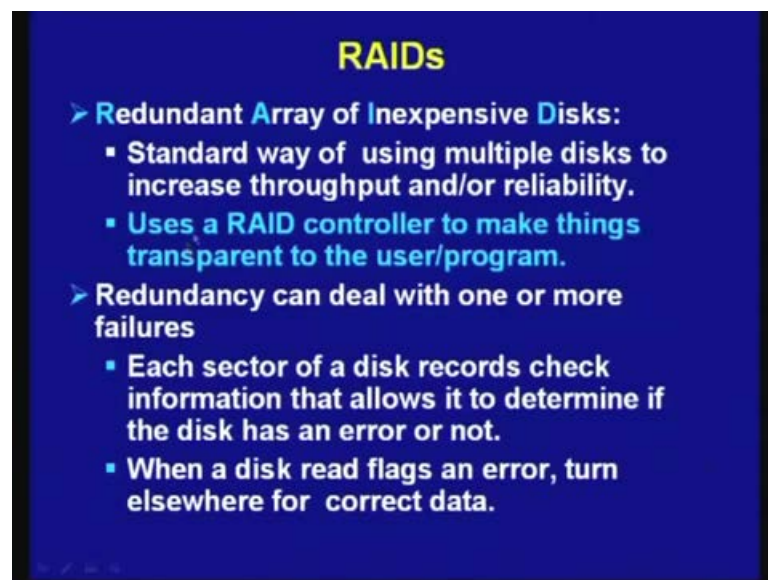 RAIDs
➢ Redundant Array of Inexpensive Disks:
▪ Standard way of using multiple disks to
increase throughput and/or reliability.
▪ Uses a RAID controller to make things
transparent to the user/program.
➢ Redundancy can deal with one or more
failures
▪ Each sector of a disk records check
information that allows it to determine if
the disk has an error or not.
▪ When a disk read flags an error, turn
elsewhere for correct data.